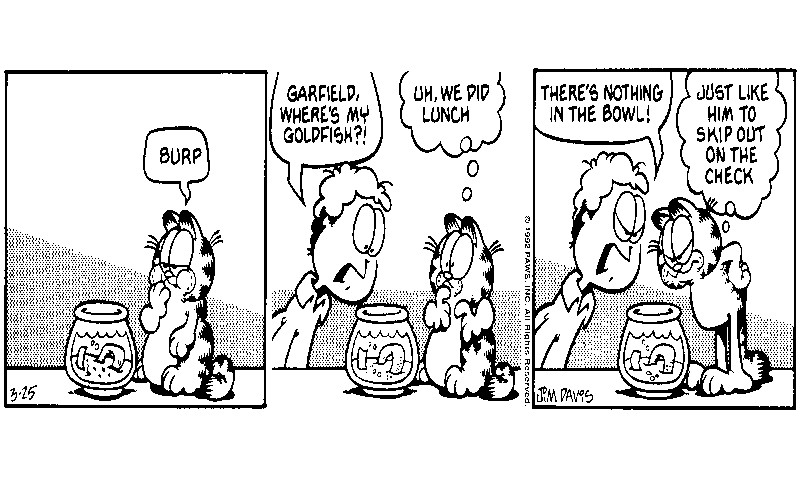 BURP
3-25
GARFIELD,
WHERE'S MY
GOLDFISH?!
UH, WE DID
LUNCH
© 1992 PAWS, INC. All Rights Reserved.
THERE'S NOTHING
IN THE BOWL!
JUST LIKE
HIM TO
SKIP OUT
ON THE
CHECK
JIM DAVIS